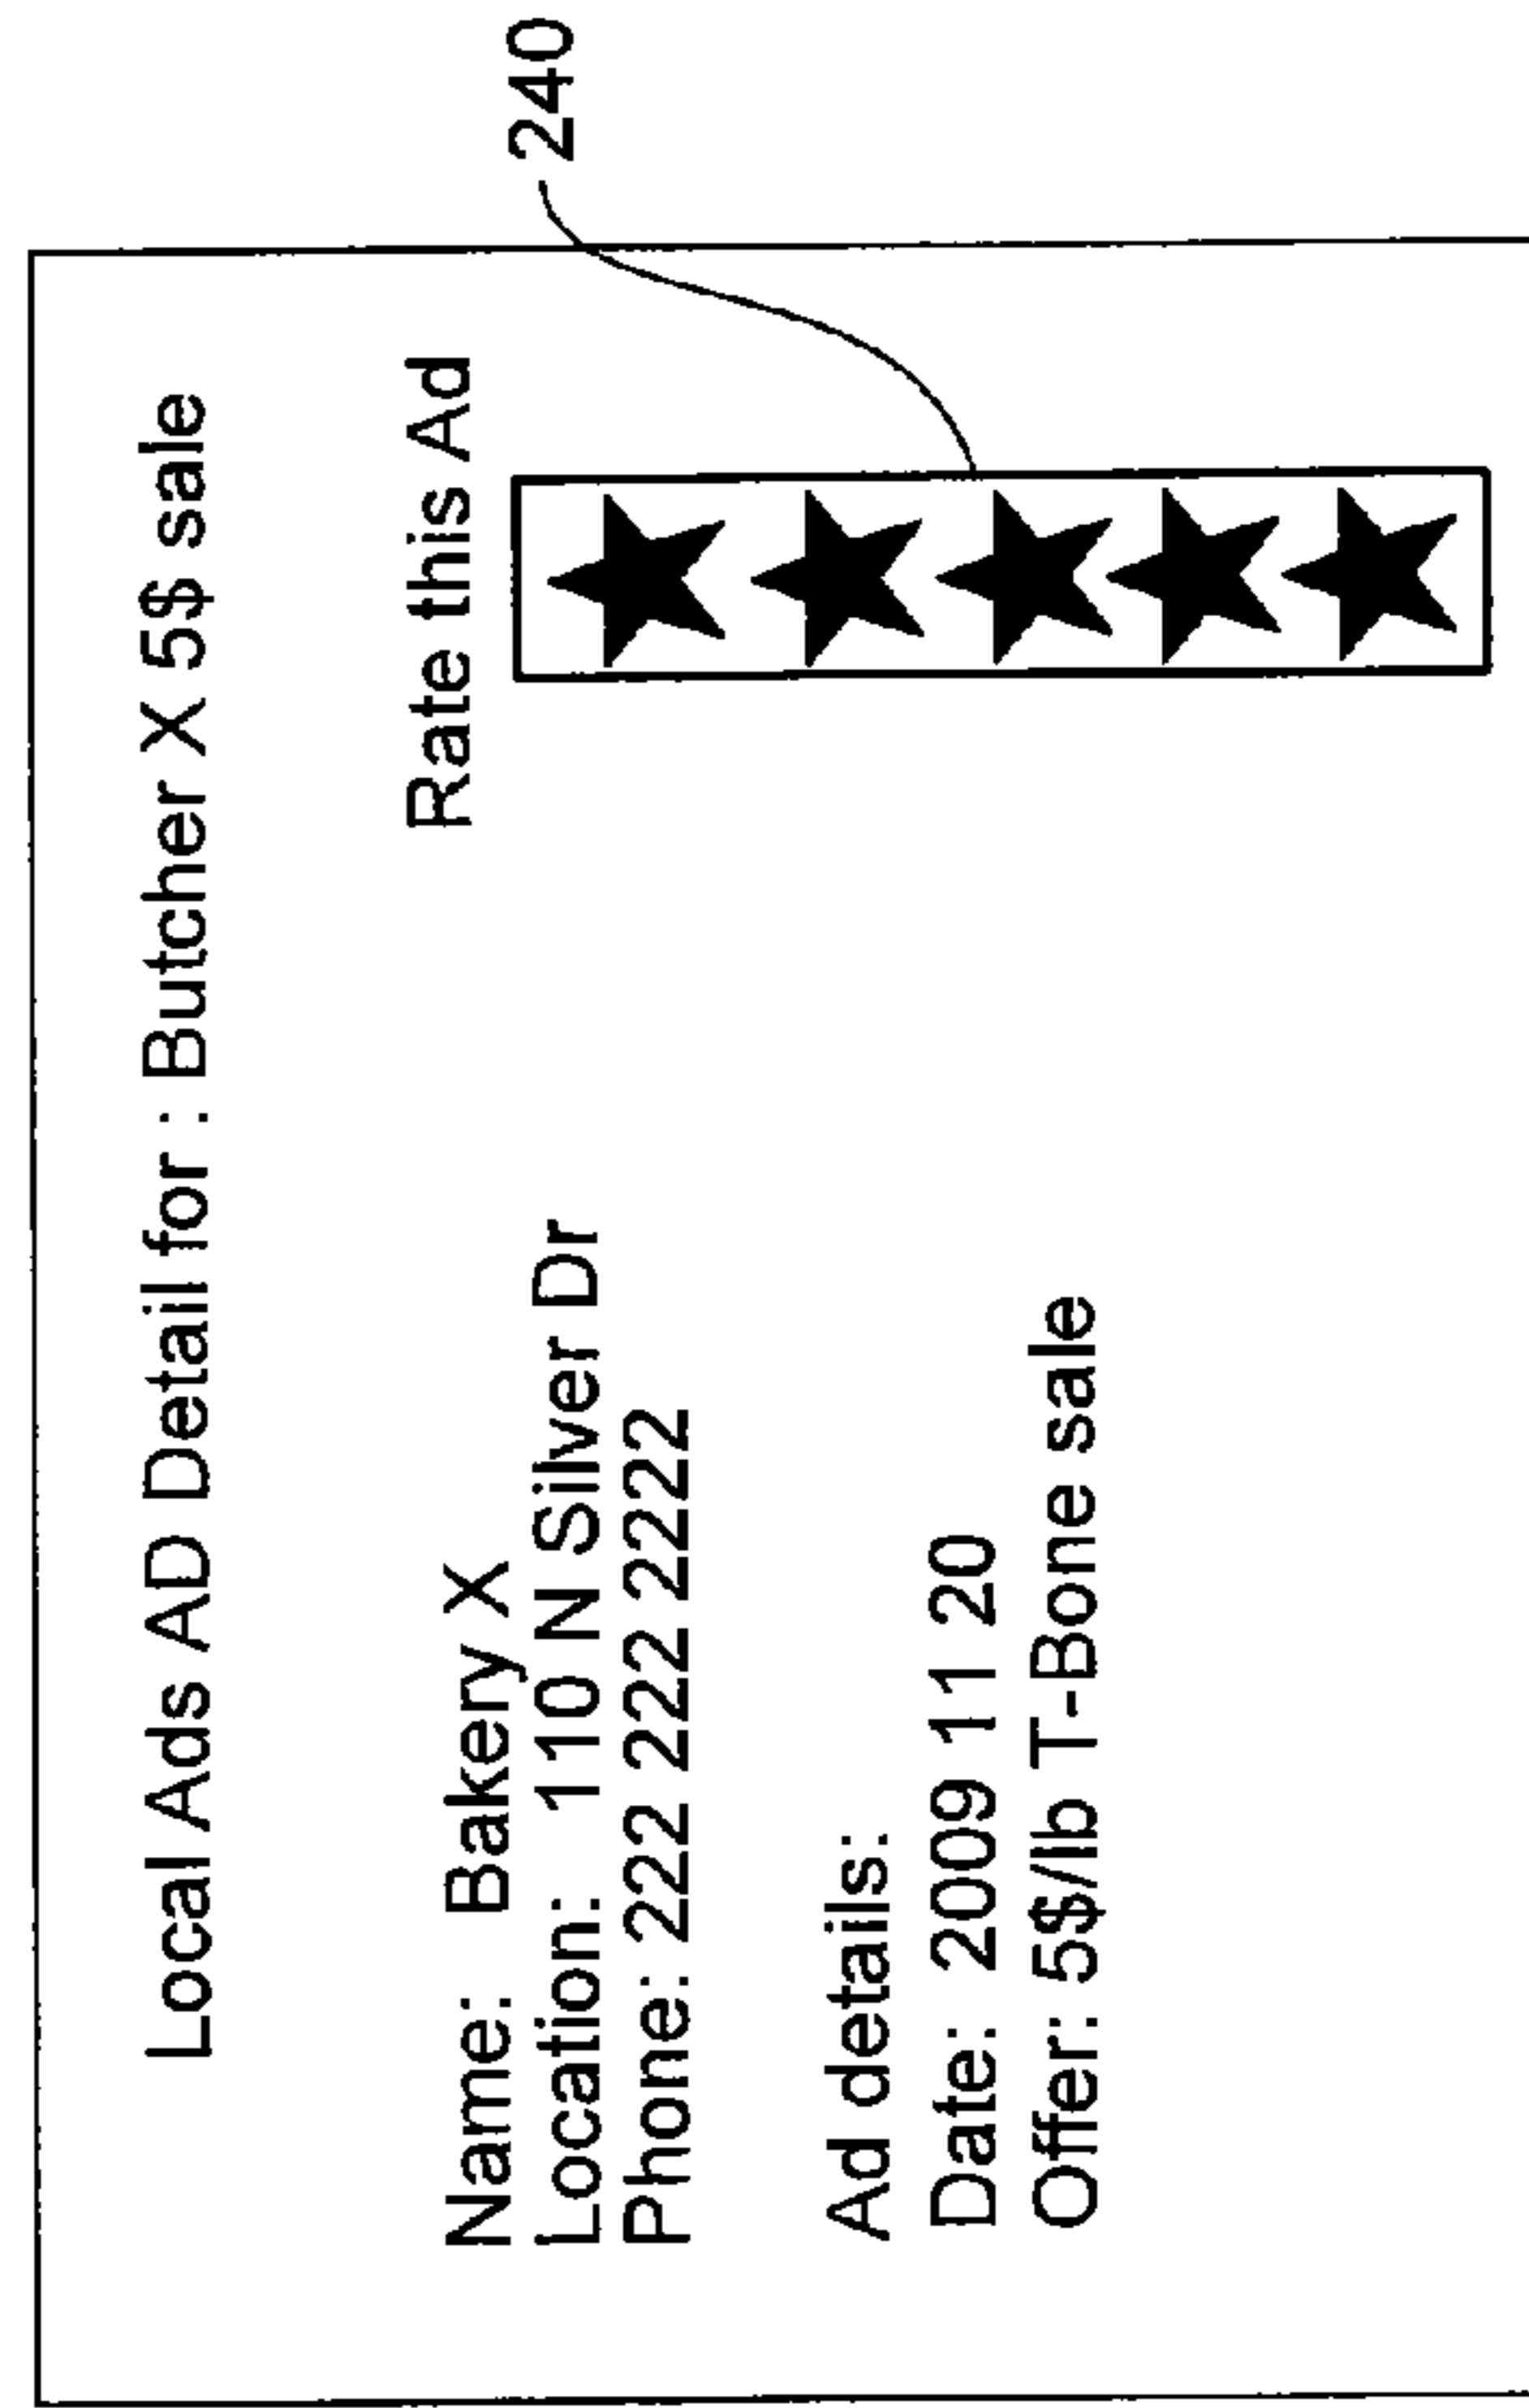 Local Ads AD Detail for : Butcher X 5$ sale
Rate this Ad
240
Name: Bakery X
Location: 110 N Silver Dr
Phone: 222 222 222 2222
Ad details:
Date: 2009 11 20
Offer: 5$/lb T-Bone sale